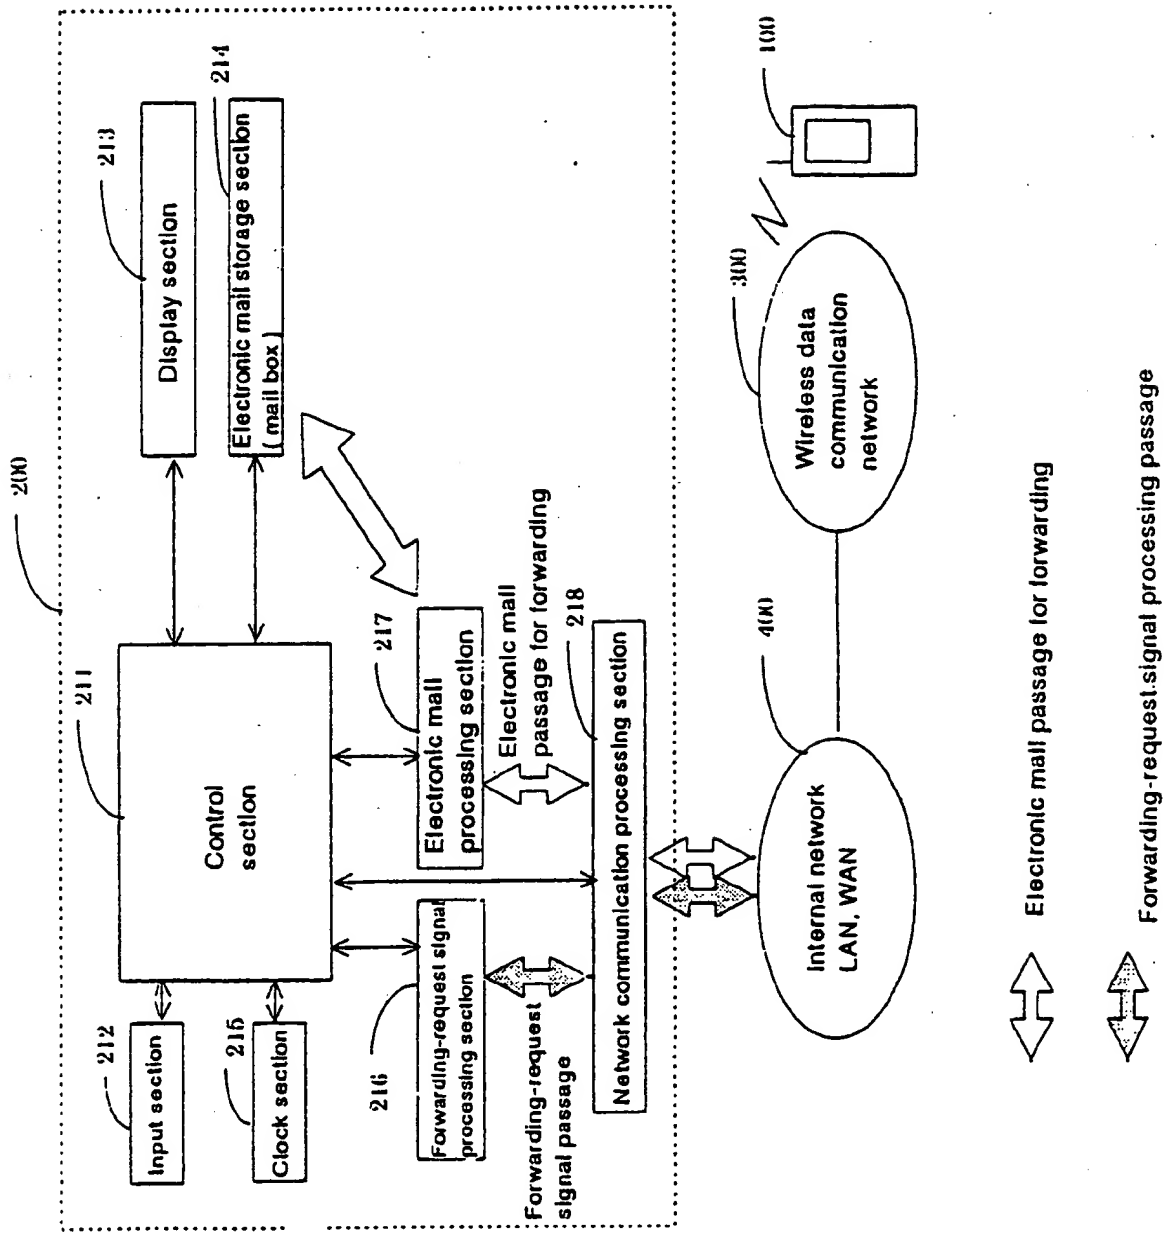 200
211
Control
section
212
Input section
215
Clock section
213
Display section
214
Electronic mail storage section
( mail box )
216
Forwarding-request signal
processing section
217
Electronic mail
processing section
Electronic mail
passage for forwarding
Forwarding-request
signal passage
218
Network communication processing section
400
Internal network
LAN, WAN
300
Wireless data
communication
network
100
Electronic mail passage for forwarding
Forwarding-request signal processing passage